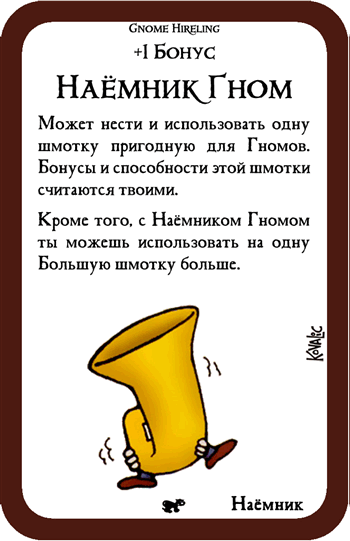 Gnome Hireling
+1 Бонус
Наёмник Гном
Может нести и использовать одну
шмотку пригодную для Гномов.
Бонусы и способности этой шмотки
считаются твоими.
Кроме того, с Наёмником Гномом
ты можешь использовать на одну
Большую шмотку больше.
Kovalic
Наёмник